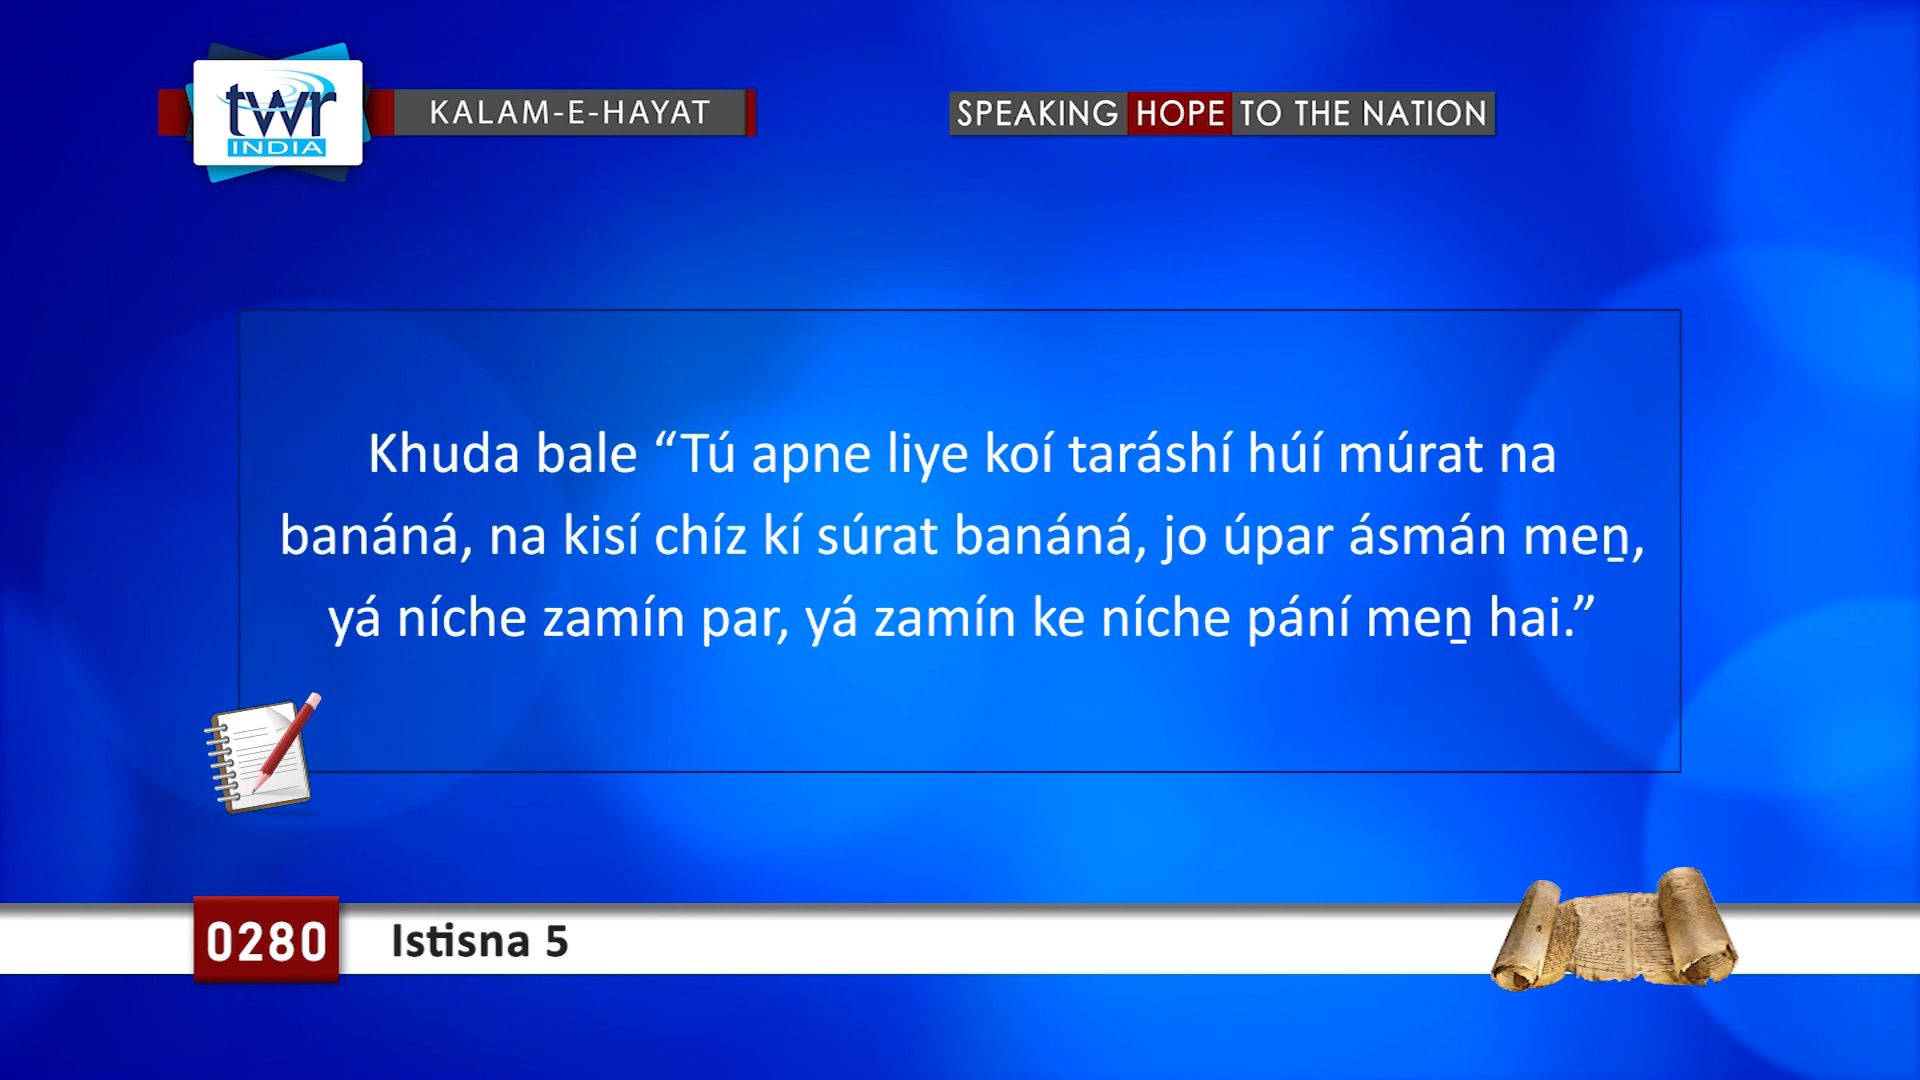 twr
INDIA
KALAM-E-HAYAT
SPEAKING HOPE TO THE NATION
Khuda bale “Tú apne liye koí taráshí húí múrat na
banáná, na kisí chíz kí súrat banáná, jo úpar ásmán meṉ,
yá níche zamín par, yá zamín ke níche pání meṉ hai.”
0280
Istisna 5